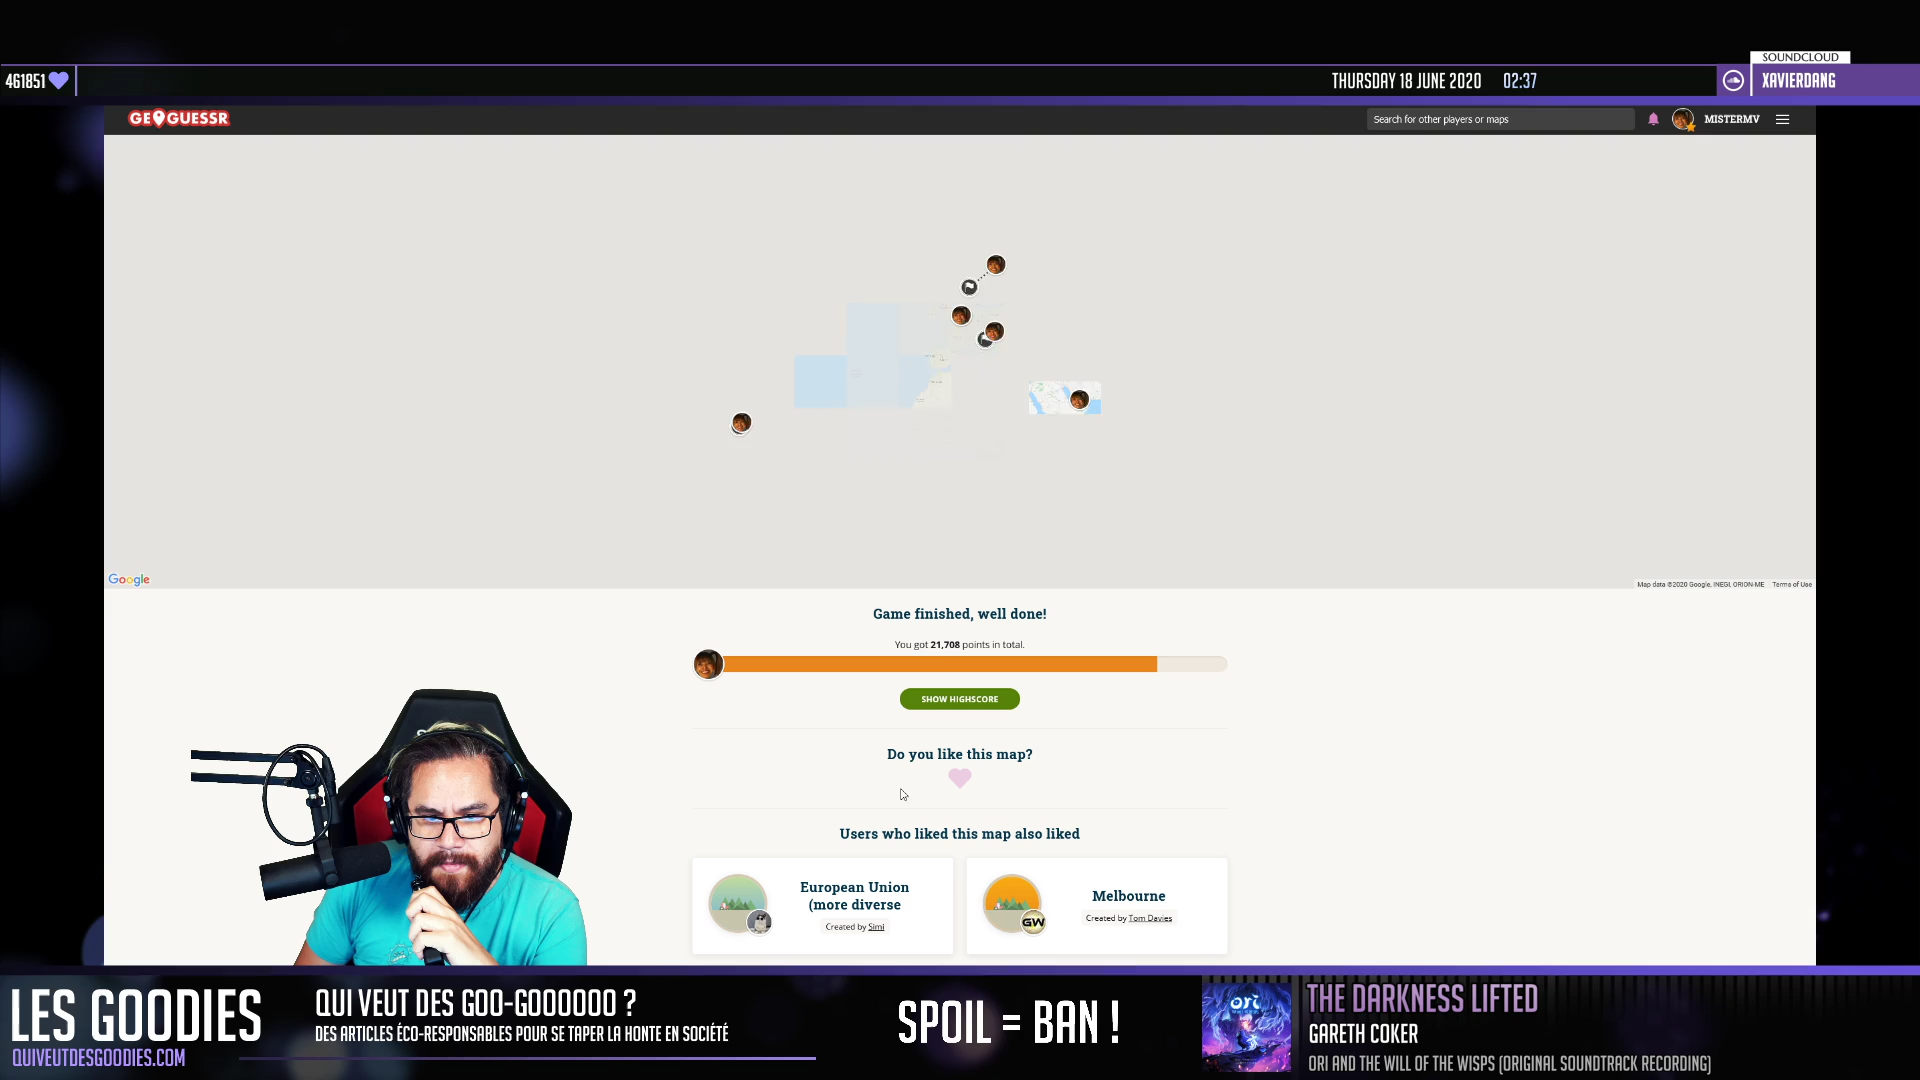 SOUNDCLOUD
461851
THURSDAY 18 JUNE 2020 02:37
XAVIERDANG
GEOGUESSR
Search for other players or maps
MISTERMV
Google
Map data ©2020 Google, INEGI, ORION-ME Terms of Use
Game finished, well done!
You got 21,708 points in total.
SHOW HIGHSCORE
Do you like this map?
Users who liked this map also liked
European Union
(more diverse
Created by Simi
Melbourne
Created by Tom Davies
GW
LES GOODIES
QUIVEUTDESGOODIES.COM
QUI VEUT DES GOO-GOOOOOO ?
DES ARTICLES ÉCO-RESPONSABLES POUR SE TAPER LA HONTE EN SOCIÉTÉ
SPOIL = BAN !
ori
THE DARKNESS LIFTED
GARETH COKER
ORI AND THE WILL OF THE WISPS (ORIGINAL SOUNDTRACK RECORDING)